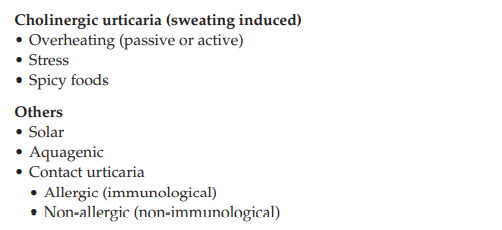 Cholinergic urticaria (sweating induced)
• Overheating (passive or active)
• Stress
• Spicy foods
Others
• Solar
• Aquagenic
• Contact urticaria
• Allergic (immunological)
• Non-allergic (non-immunological)